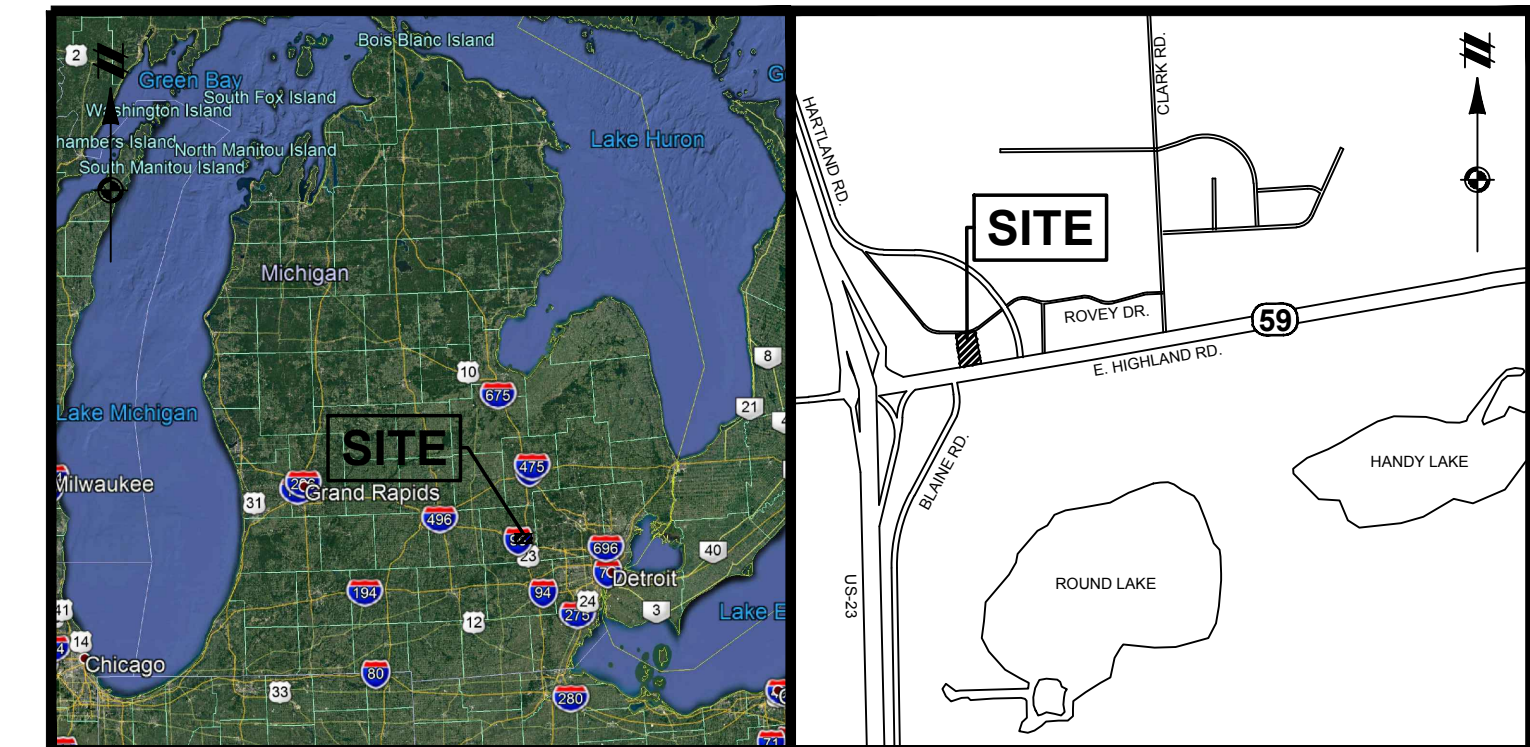 Bois Blanc Island
2
Green Bay
South Fox Island
Washington Island
hambers Island
North Manitou Island
South Manitou Island
Lake Huron
Michigan
10
675
8
21
Lake Michigan
SITE
475
Milwaukee
31
Grand Rapids
496
23
696
40
Detroit
194
94
24
275
3
12
Lake E
41
14
4
Chicago
80
33
280
71
N
HARTLAND RD.
CLARK RD.
SITE
ROVEY DR.
59
E. HIGHLAND RD.
BLAINE RD.
HANDY LAKE
ROUND LAKE
US-23